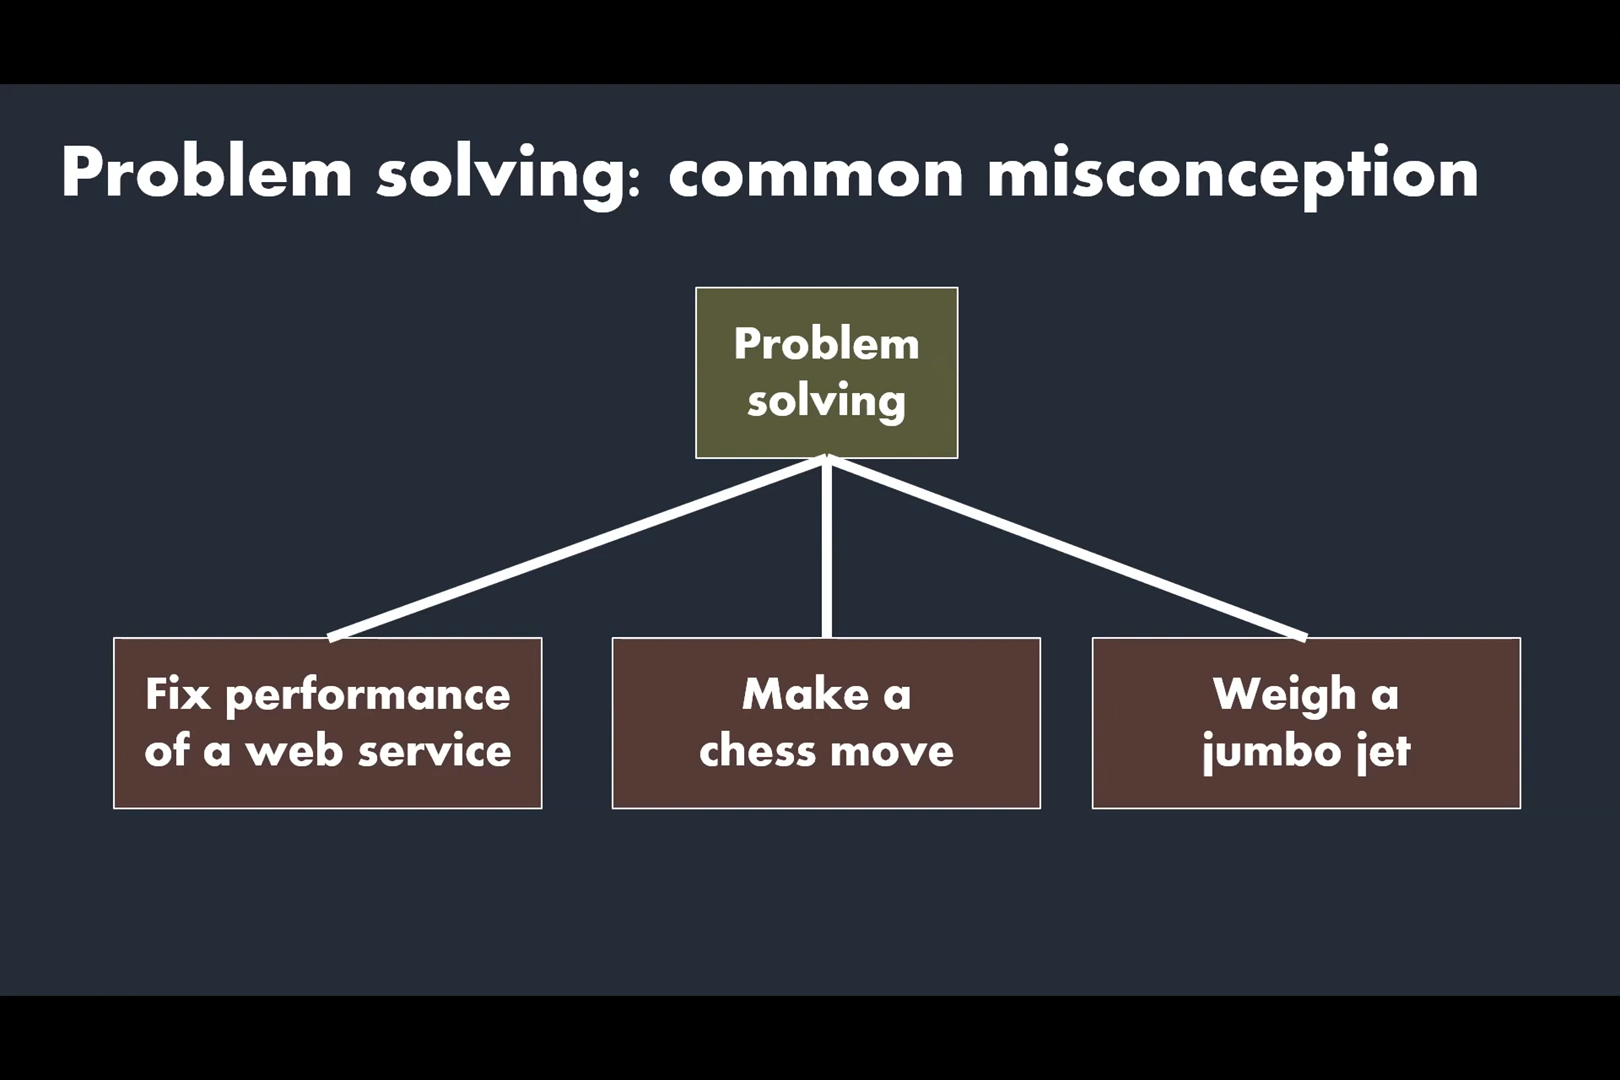 Problem solving: common misconception
Problem
solving
Fix performance
of a web service
Make a
chess move
Weigh a
jumbo jet